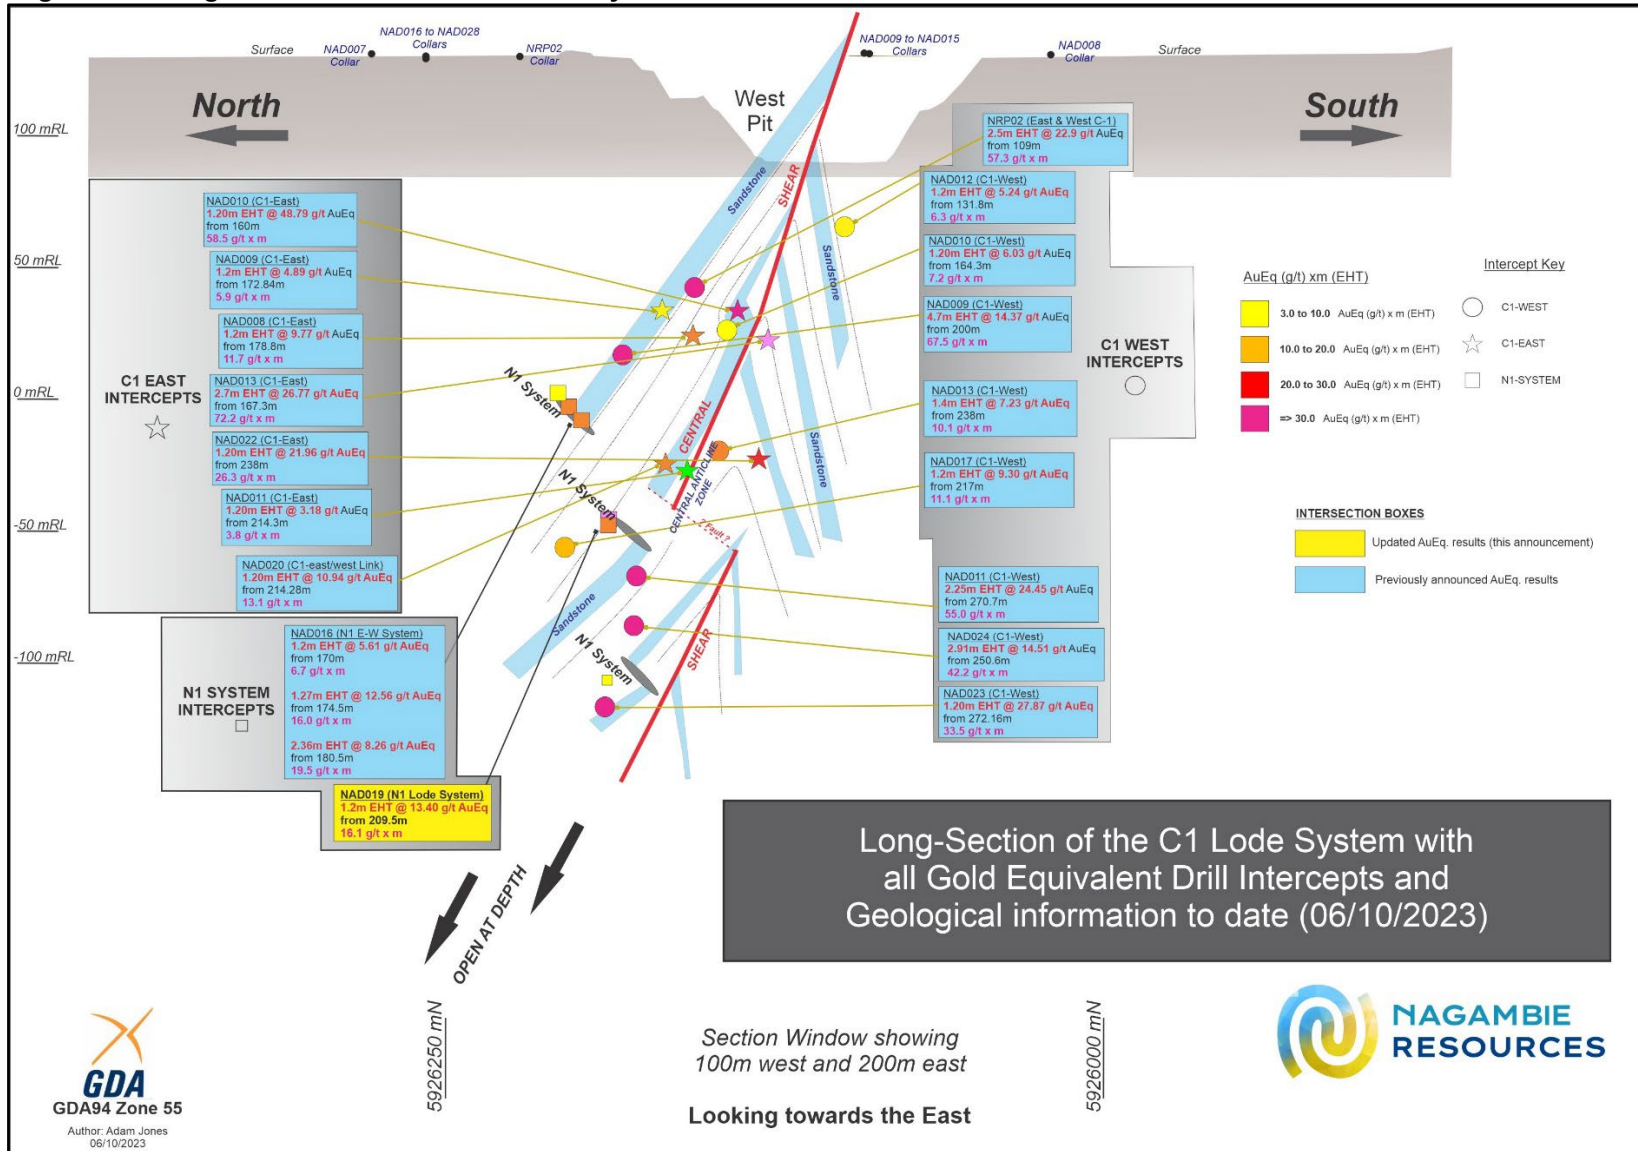 Surface
NAD007
Collar
NAD016 to NAD028
Collars
NRP02
Collar
NAD009 to NAD015
Collars
NAD008
Collar
Surface
North
West
Pit
South
100 mRL
50 mRL
0 mRL
-50 mRL
-100 mRL
C1 EAST
INTERCEPTS
NAD010 (C1-East)
1.20m EHT @ 48.79 g/t AuEq
from 160m
58.5 g/t x m
NAD009 (C1-East)
1.2m EHT @ 4.89 g/t AuEq
from 172.84m
5.9 g/t x m
NAD008 (C1-East)
1.2m EHT @ 9.77 g/t AuEq
from 178.8m
11.7 g/t x m
NAD013 (C1-East)
2.7m EHT @ 26.77 g/t AuEq
from 167.3m
72.2 g/t x m
NAD022 (C1-East)
1.20m EHT @ 21.96 g/t AuEq
from 238m
26.3 g/t x m
NAD011 (C1-East)
1.20m EHT @ 3.18 g/t AuEq
from 214.3m
3.8 g/t x m
NAD020 (C1-east/west Link)
1.20m EHT @ 10.94 g/t AuEq
from 214.28m
13.1 g/t x m
N1 SYSTEM
INTERCEPTS
NAD016 (N1 E-W System)
1.2m EHT @ 5.61 g/t AuEq
from 170m
6.7 g/t x m
1.27m EHT @ 12.56 g/t AuEq
from 174.5m
16.0 g/t x m
2.36m EHT @ 8.26 g/t AuEq
from 180.5m
19.5 g/t x m
NAD019 (N1 Lode System)
1.2m EHT @ 13.40 g/t AuEq
from 209.5m
16.1 g/t x m
Sandstone
SHEAR
Sandstone
N1 System
CENTRAL
CENTRAL ANTICLINE
ZONE
Sandstone
N1 System
? Fault ?
Sandstone
N1 System
SHEAR
OPEN AT DEPTH
NRP02 (East & West C-1)
2.5m EHT @ 22.9 g/t AuEq
from 109m
57.3 g/t x m
NAD012 (C1-West)
1.2m EHT @ 5.24 g/t AuEq
from 131.8m
6.3 g/t x m
NAD010 (C1-West)
1.20m EHT @ 6.03 g/t AuEq
from 164.3m
7.2 g/t x m
NAD009 (C1-West)
4.7m EHT @ 14.37 g/t AuEq
from 200m
67.5 g/t x m
NAD013 (C1-West)
1.4m EHT @ 7.23 g/t AuEq
from 238m
10.1 g/t x m
NAD017 (C1-West)
1.2m EHT @ 9.30 g/t AuEq
from 217m
11.1 g/t x m
NAD011 (C1-West)
2.25m EHT @ 24.45 g/t AuEq
from 270.7m
55.0 g/t x m
NAD024 (C1-West)
2.91m EHT @ 14.51 g/t AuEq
from 250.6m
42.2 g/t x m
NAD023 (C1-West)
1.20m EHT @ 27.87 g/t AuEq
from 272.16m
33.5 g/t x m
C1 WEST
INTERCEPTS
AuEq (g/t) xm (EHT)
3.0 to 10.0 AuEq (g/t) x m (EHT)
10.0 to 20.0 AuEq (g/t) x m (EHT)
20.0 to 30.0 AuEq (g/t) x m (EHT)
=> 30.0 AuEq (g/t) x m (EHT)
Intercept Key
C1-WEST
C1-EAST
N1-SYSTEM
INTERSECTION BOXES
Updated AuEq. results (this announcement)
Previously announced AuEq. results
Long-Section of the C1 Lode System with
all Gold Equivalent Drill Intercepts and
Geological information to date (06/10/2023)
5926250 mN
5926000 mN
Section Window showing
100m west and 200m east
Looking towards the East
GDA
GDA94 Zone 55
Author: Adam Jones
06/10/2023
NAGAMBIE
RESOURCES